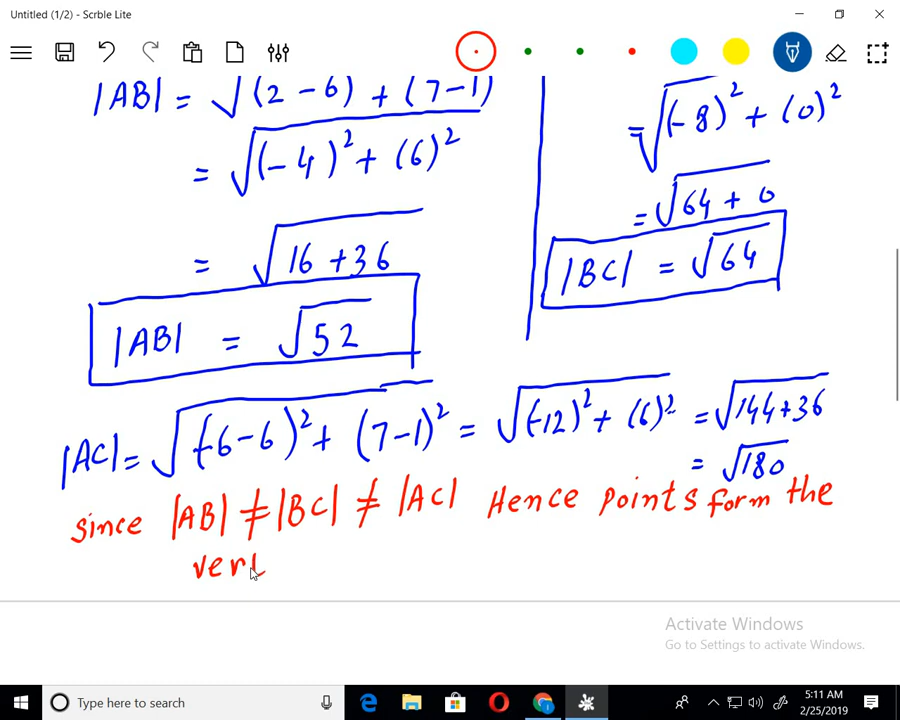 Untitled (1/2) - Scrble Lite
|AB| = √(2 - 6) + (7 - 1)
= √(-4)² + (6)²
= √16 + 36
|AB| = √52
= √(-8)² + (0)²
= √64 + 0
|BC| = √64
|AC| = √(-6-6)² + (7-1)² = √(-12)² + (6)² = √144+36
= √180
since |AB| ≠ |BC| ≠ |AC| Hence points form the
vert
Activate Windows
Go to Settings to activate Windows.
Type here to search
5:11 AM
2/25/2019